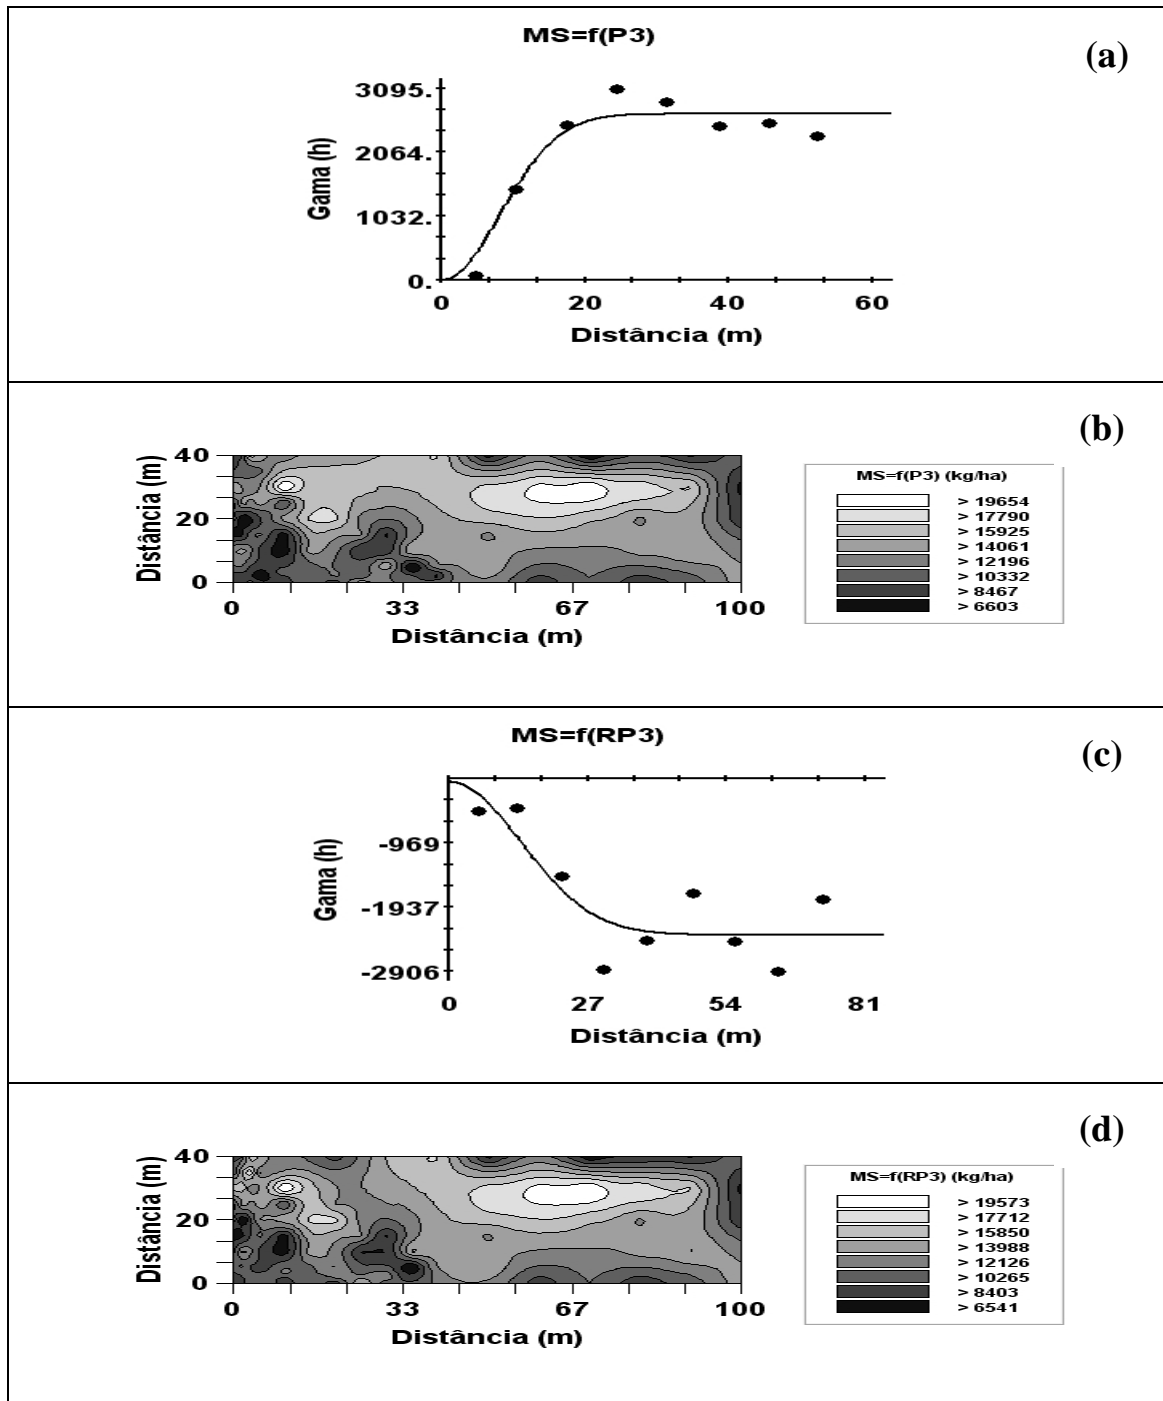 MS=f(P3)
(a)
3095.
2064.
1032.
0.
Gama (h)
0 20 40 60
Distância (m)
(b)
40
20
0
Distância (m)
0 33 67 100
Distância (m)
MS=f(P3) (kg/ha)
> 19654
> 17790
> 15925
> 14061
> 12196
> 10332
> 8467
> 6603
MS=f(RP3)
(c)
-969
-1937
-2906
Gama (h)
0 27 54 81
Distância (m)
(d)
40
20
0
Distância (m)
0 33 67 100
Distância (m)
MS=f(RP3) (kg/ha)
> 19573
> 17712
> 15850
> 13988
> 12126
> 10265
> 8403
> 6541